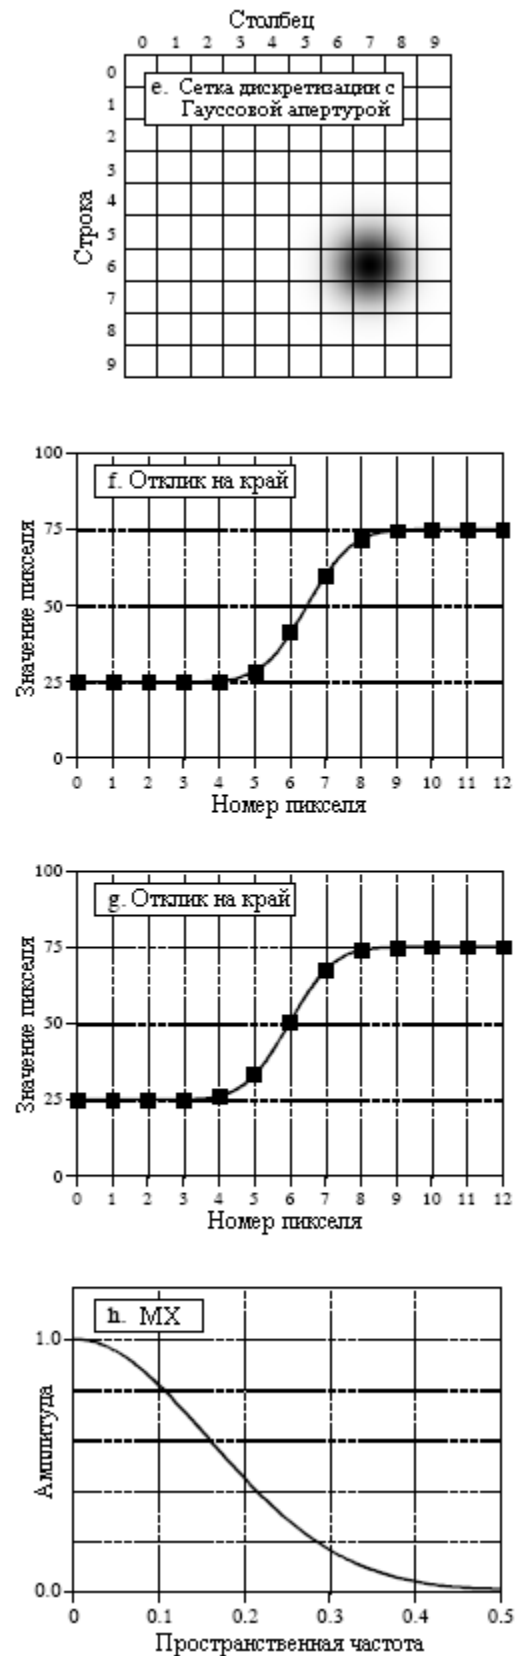 Столбец
0 1 2 3 4 5 6 7 8 9
е. Сетка дискретизации с
Гауссовой апертурой
Строка
0
1
2
3
4
5
6
7
8
9
f. Отклик на край
Значение пикселя
100
75
50
25
0
0 1 2 3 4 5 6 7 8 9 10 11 12
Номер пикселя
g. Отклик на край
Значение пикселя
100
75
50
25
0
0 1 2 3 4 5 6 7 8 9 10 11 12
Номер пикселя
h. МХ
Амплитуда
1.0
0.0
0 0.1 0.2 0.3 0.4 0.5
Пространственная частота